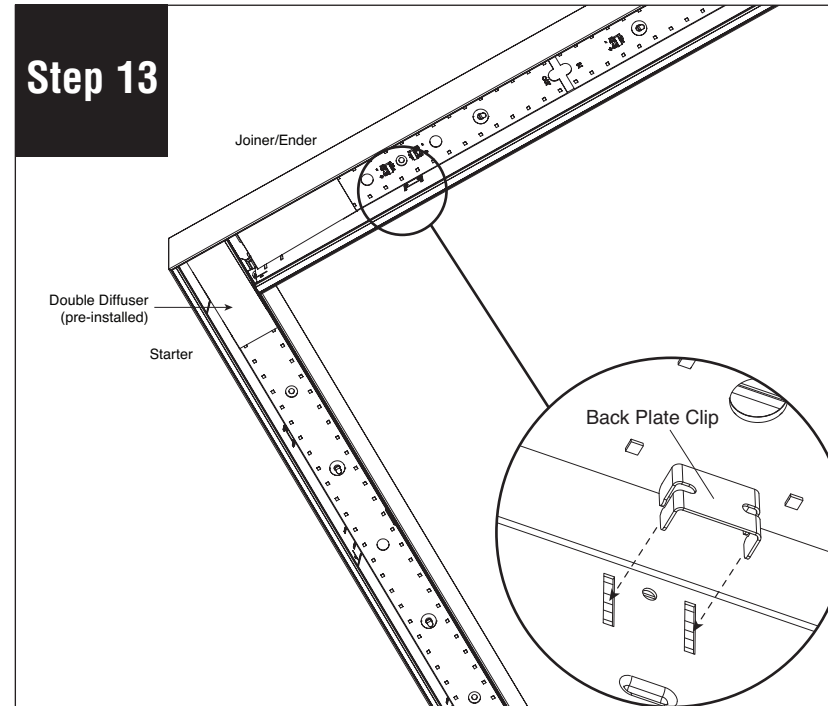 Step 13
Joiner/Ender
Double Diffuser
(pre-installed)
Starter
Back Plate Clip